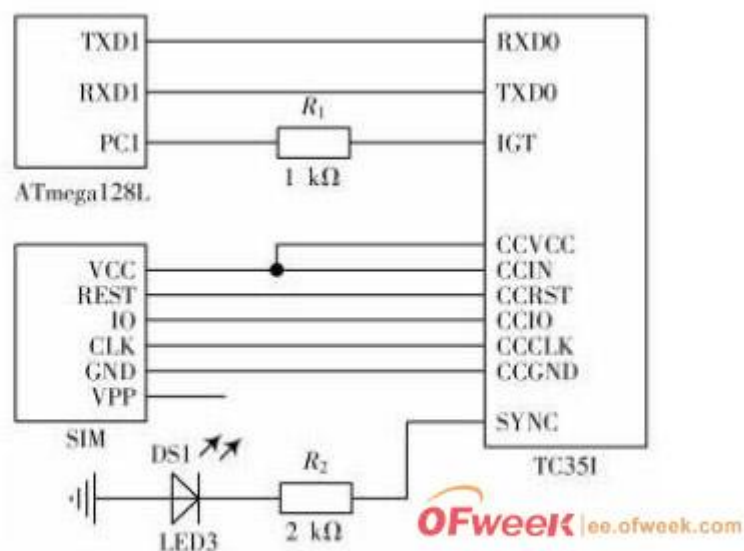 TXD1 RXD0
RXD1 TXD0
R1
PC1 IGT
1 kΩ
ATmega128L
CCVCC
VCC CCIN
REST CCRST
IO CCIO
CLK CCCLK
GND CCGND
VPP
SYNC
SIM
DS1
R2
TC35I
LED3
2 kΩ
OFweek ee.ofweek.com